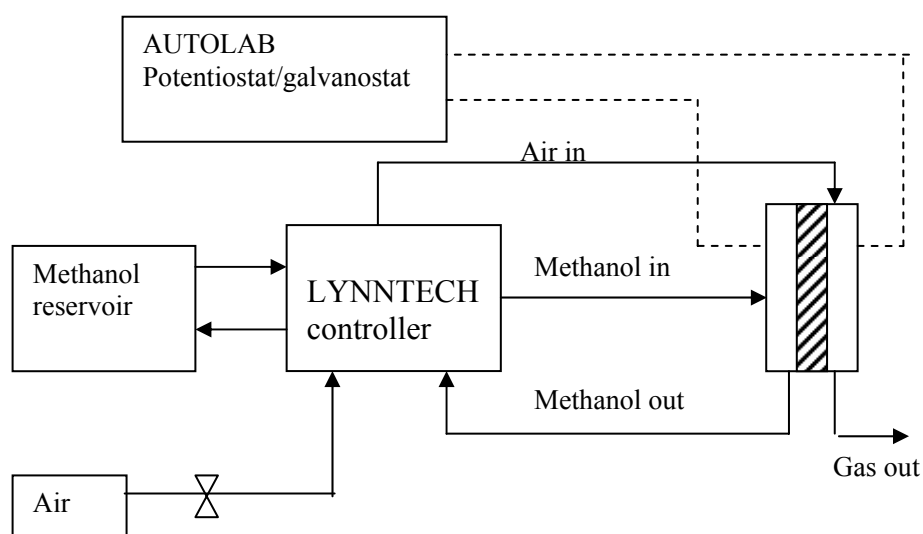 AUTOLAB
Potentiostat/galvanostat
Air in
Methanol
reservoir
LYNNTECH
controller
Methanol in
Methanol out
Gas out
Air